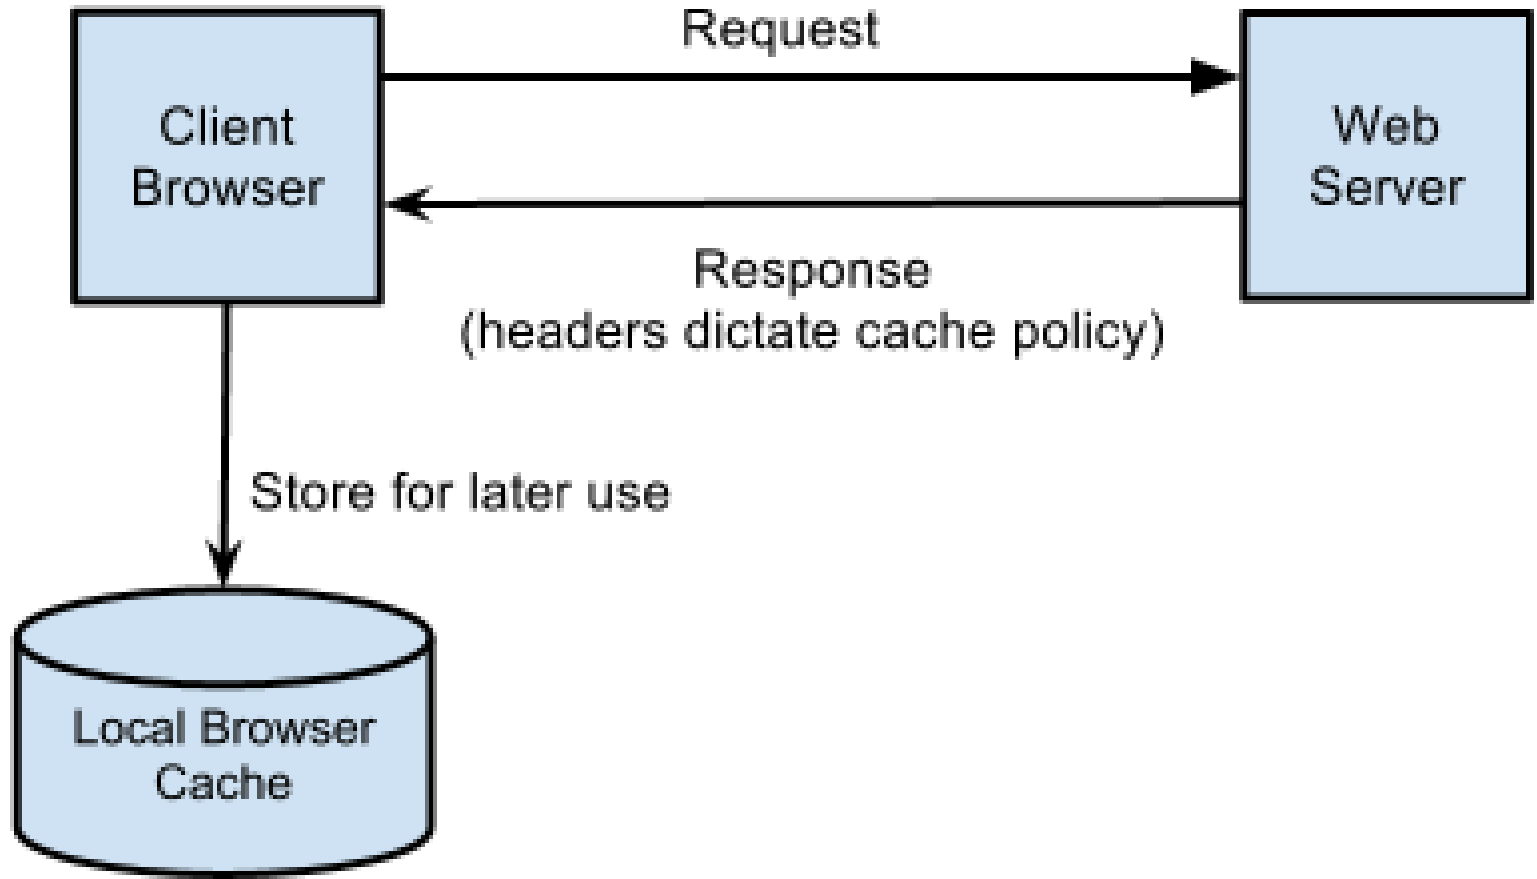 Request
Client
Browser
Web
Server
Response
(headers dictate cache policy)
Store for later use
Local Browser
Cache